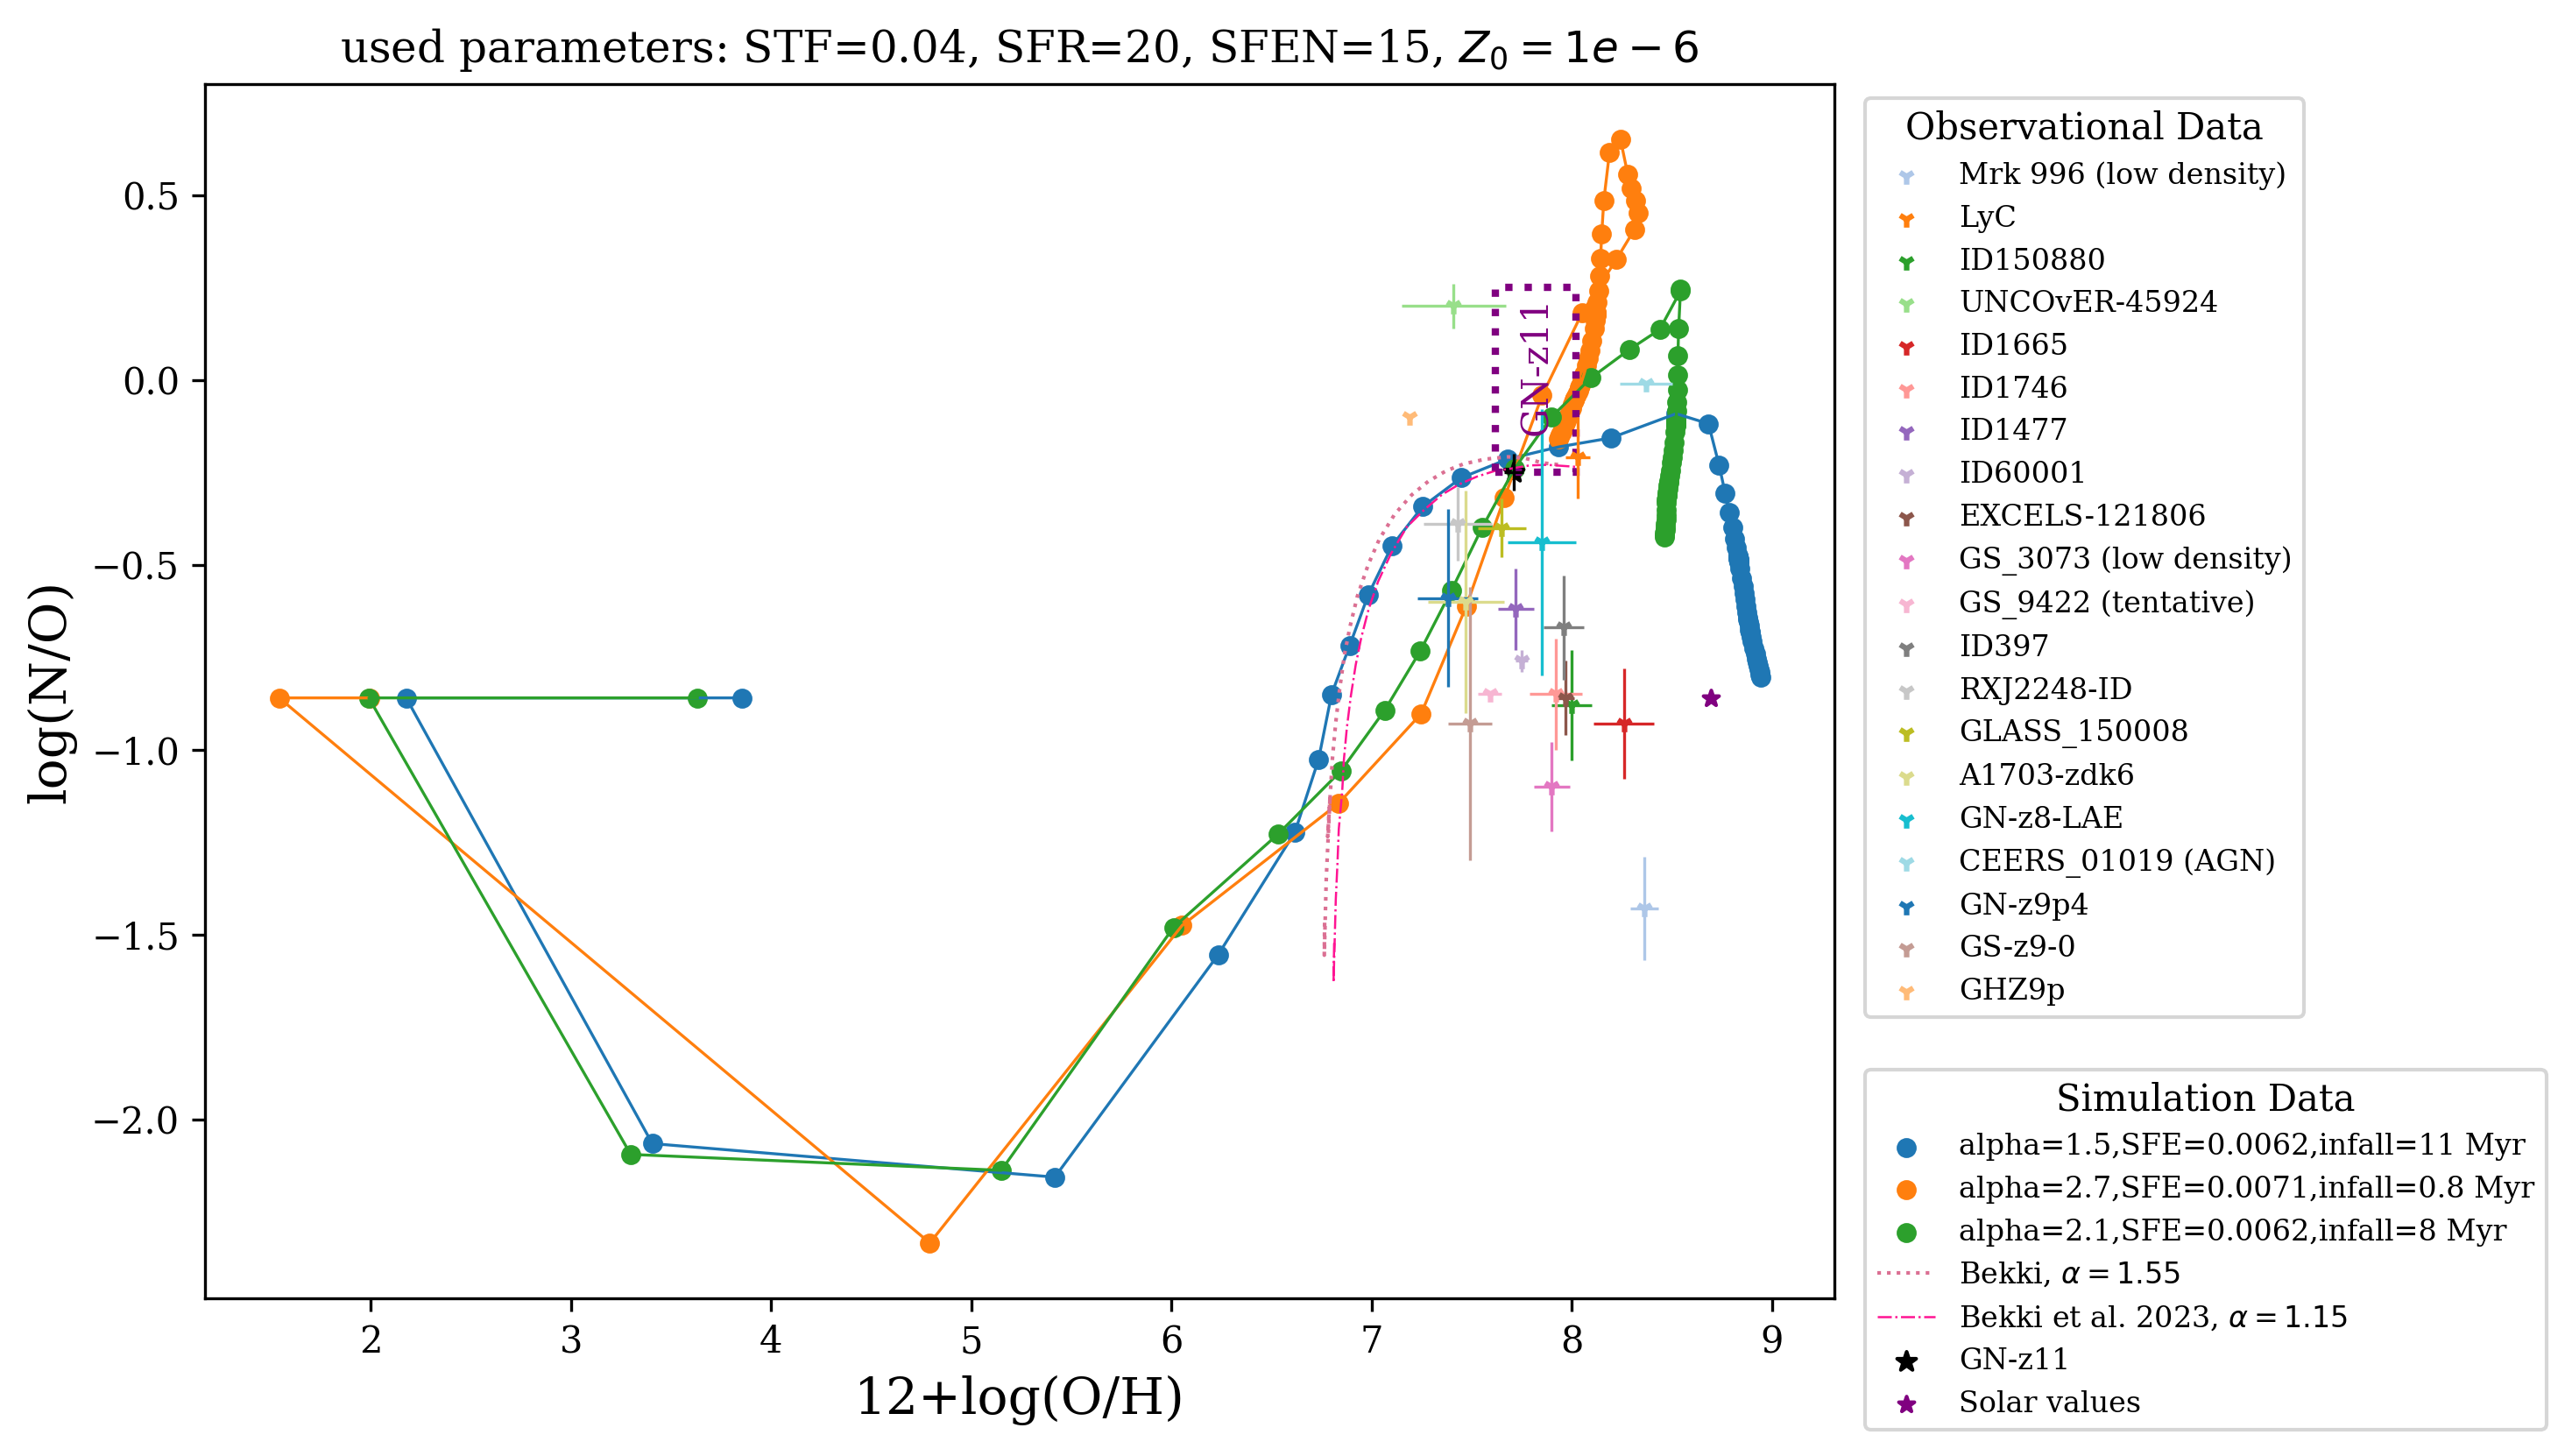 used parameters: STF=0.04, SFR=20, SFEN=15, Z₀ = 1e − 6
log(N/O)
0.5
0.0
−0.5
−1.0
−1.5
−2.0
GN-z11
2 3 4 5 6 7 8 9
12+log(O/H)
Observational Data
Mrk 996 (low density)
LyC
ID150880
UNCOvER-45924
ID1665
ID1746
ID1477
ID60001
EXCELS-121806
GS_3073 (low density)
GS_9422 (tentative)
ID397
RXJ2248-ID
GLASS_150008
A1703-zdk6
GN-z8-LAE
CEERS_01019 (AGN)
GN-z9p4
GS-z9-0
GHZ9p
Simulation Data
alpha=1.5,SFE=0.0062,infall=11 Myr
alpha=2.7,SFE=0.0071,infall=0.8 Myr
alpha=2.1,SFE=0.0062,infall=8 Myr
Bekki, α = 1.55
Bekki et al. 2023, α = 1.15
GN-z11
Solar values